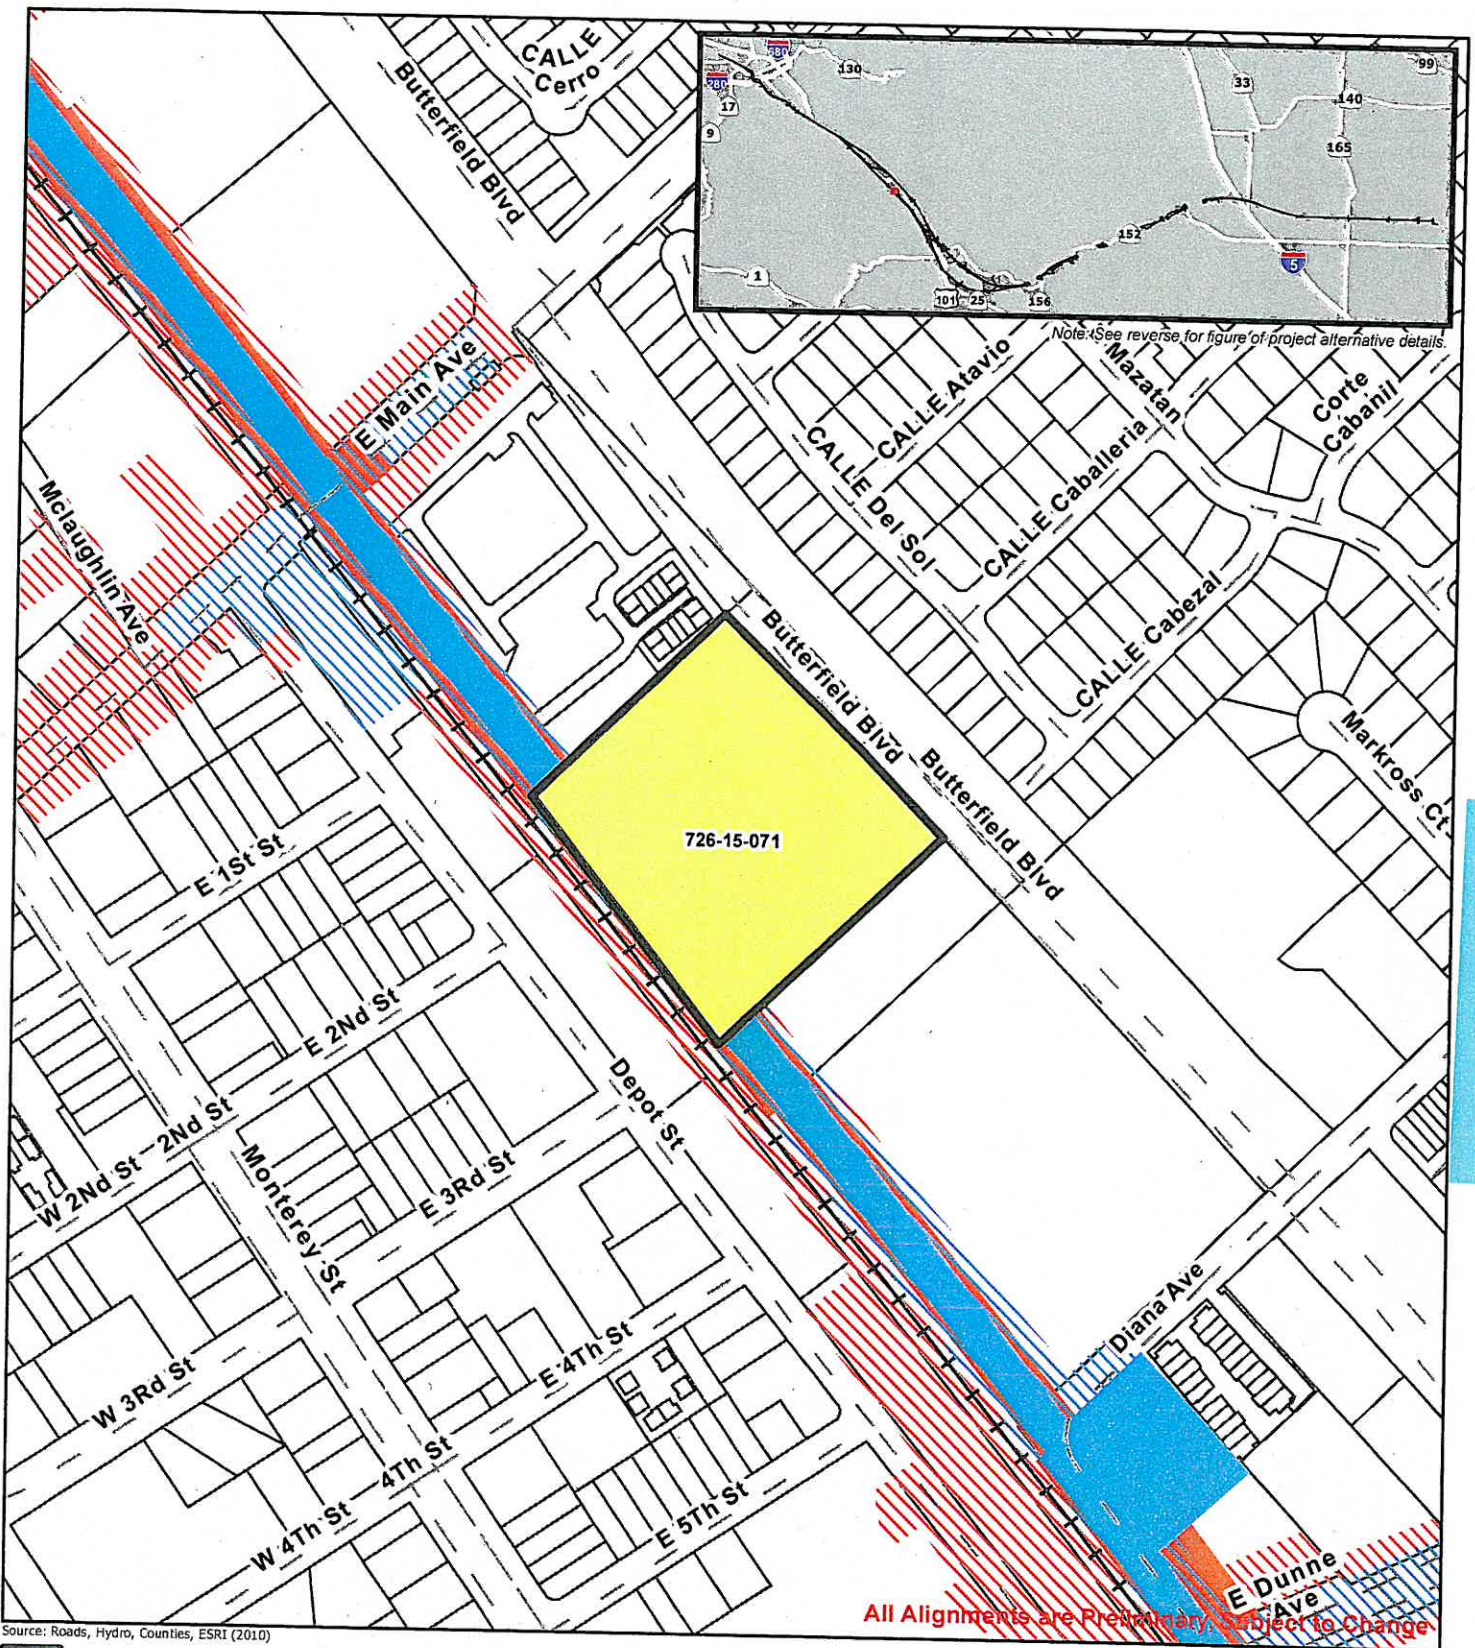 CALLE
Cerro
Butterfield Blvd
680
280
130
17
9
33
99
140
165
152
1
5
101
25
156
Note: See reverse for figure of project alternative details.
E Main Ave
CALLE Atavio
Mazatan
Corte
Cabanil
CALLE Del Sol
CALLE Caballeria
Mclaughlin Ave
CALLE Cabezal
Butterfield Blvd
Butterfield Blvd
Markross Ct
726-15-071
E 1St St
E 2Nd St
Depot St
2Nd St
W 2Nd St
Monterey St
E 3Rd St
Diana Ave
E 4Th St
W 3Rd St
4Th St
W 4Th St
E 5Th St
E Dunne
Ave
All Alignments are Preliminary, Subject to Change
Source: Roads, Hydro, Counties, ESRI (2010)